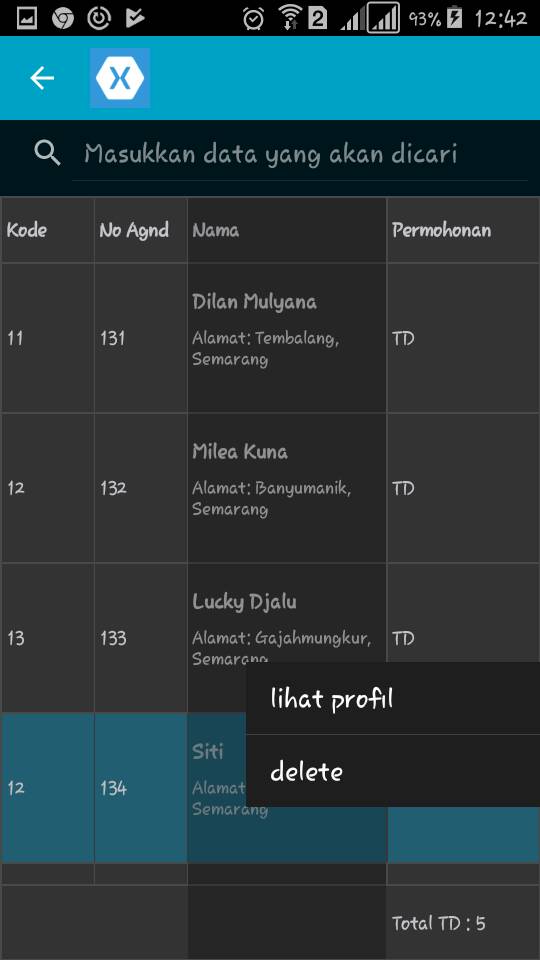 2 93% 12:42
Masukkan data yang akan dicari
Kode No Agnd Nama Permohonan
Dilan Mulyana
11 131 Alamat: Tembalang, TD
Semarang
Milea Kuna
12 132 Alamat: Banyumanik, TD
Semarang
Lucky Djalu
13 133 Alamat: Gajahmungkur, TD
Semarang
lihat profil
Siti
delete
12 134 Alamat
Semarang
Total TD : 5